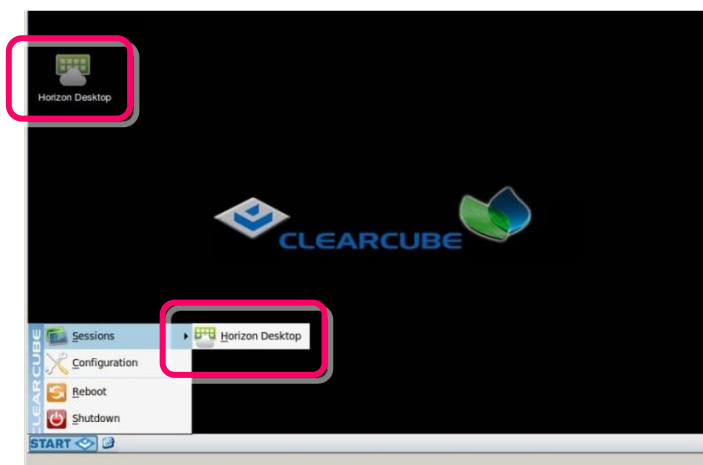 Horizon Desktop
CLEARCUBE
Sessions
Horizon Desktop
Configuration
Reboot
Shutdown
CLEARCUBE
START